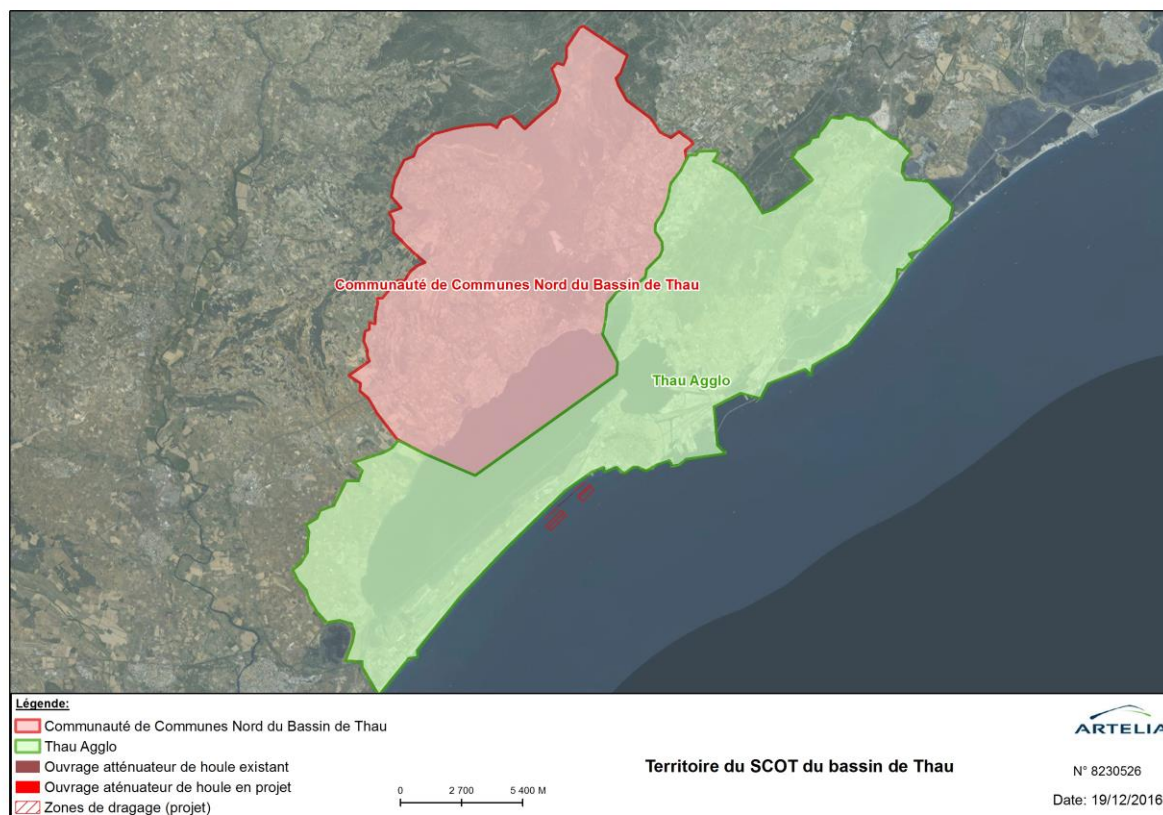 Communauté de Communes Nord du Bassin de Thau
Thau Agglo
Légende:
Communauté de Communes Nord du Bassin de Thau
Thau Agglo
Ouvrage atténuateur de houle existant
Ouvrage aténuateur de houle en projet
Zones de dragage (projet)
0 2 700 5 400 M
Territoire du SCOT du bassin de Thau
ARTELIA
N° 8230526
Date: 19/12/2016